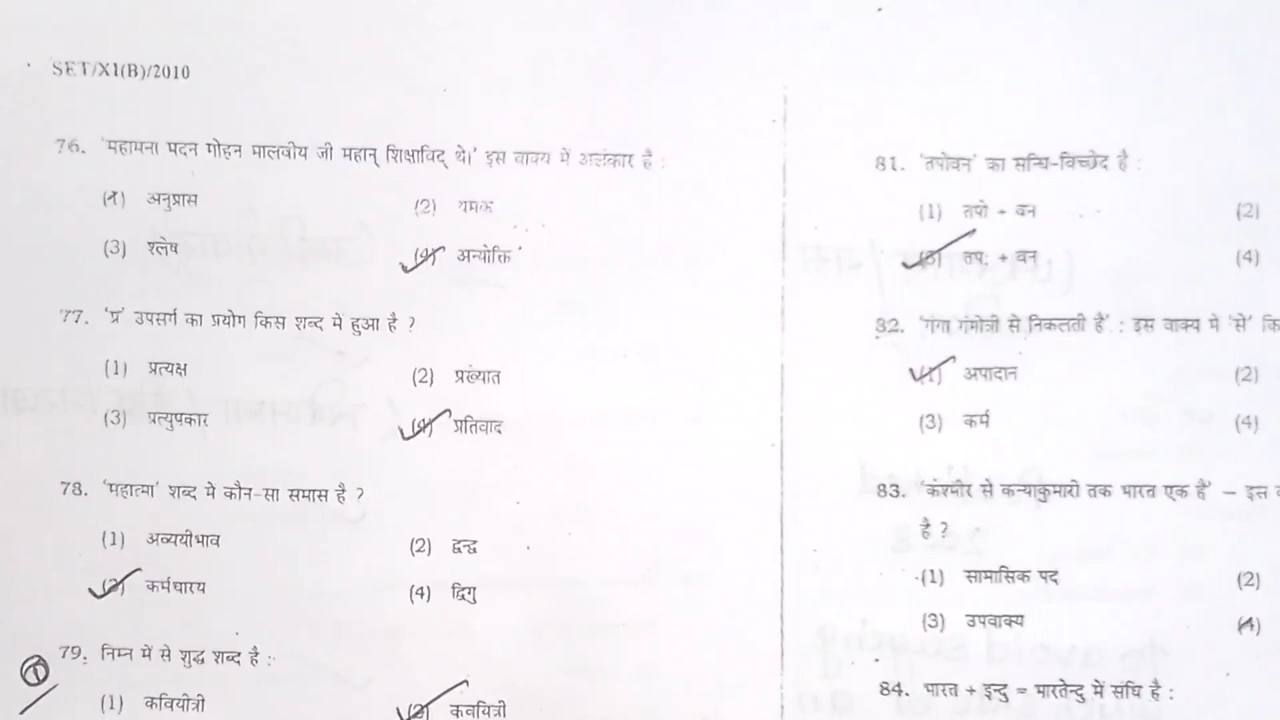 SET/X1(B)/2010
76. 'महामना मदन मोहन मालवीय जी महान् शिक्षाविद् थे।' इस वाक्य में अलंकार है :
(1) अनुप्रास
(2) यमक
(3) श्लेष
(4) अन्योक्ति
77. 'प्र' उपसर्ग का प्रयोग किस शब्द में हुआ है ?
(1) प्रत्यक्ष
(2) प्रख्यात
(3) प्रत्युपकार
(4) प्रतिवाद
78. 'महात्मा' शब्द मे कौन-सा समास है ?
(1) अव्ययीभाव
(2) द्वन्द्व
(3) कर्मधारय
(4) द्विगु
79. निम्न में से शुद्ध शब्द है :
(1) कवियीत्री
(2) कवयित्री
81. 'तपोवन' का सन्धि-विच्छेद है :
(1) तपो + वन
(2)
(3) तप: + वन
(4)
82. 'गंगा गंगोत्री से निकलती है' : इस वाक्य मे 'से' कि
(1) अपादान
(2)
(3) कर्म
(4)
83. 'कश्मीर से कन्याकुमारी तक भारत एक है' – इस
है ?
(1) सामासिक पद
(2)
(3) उपवाक्य
(4)
84. भारत + इन्दु = भारतेन्दु में संधि है :